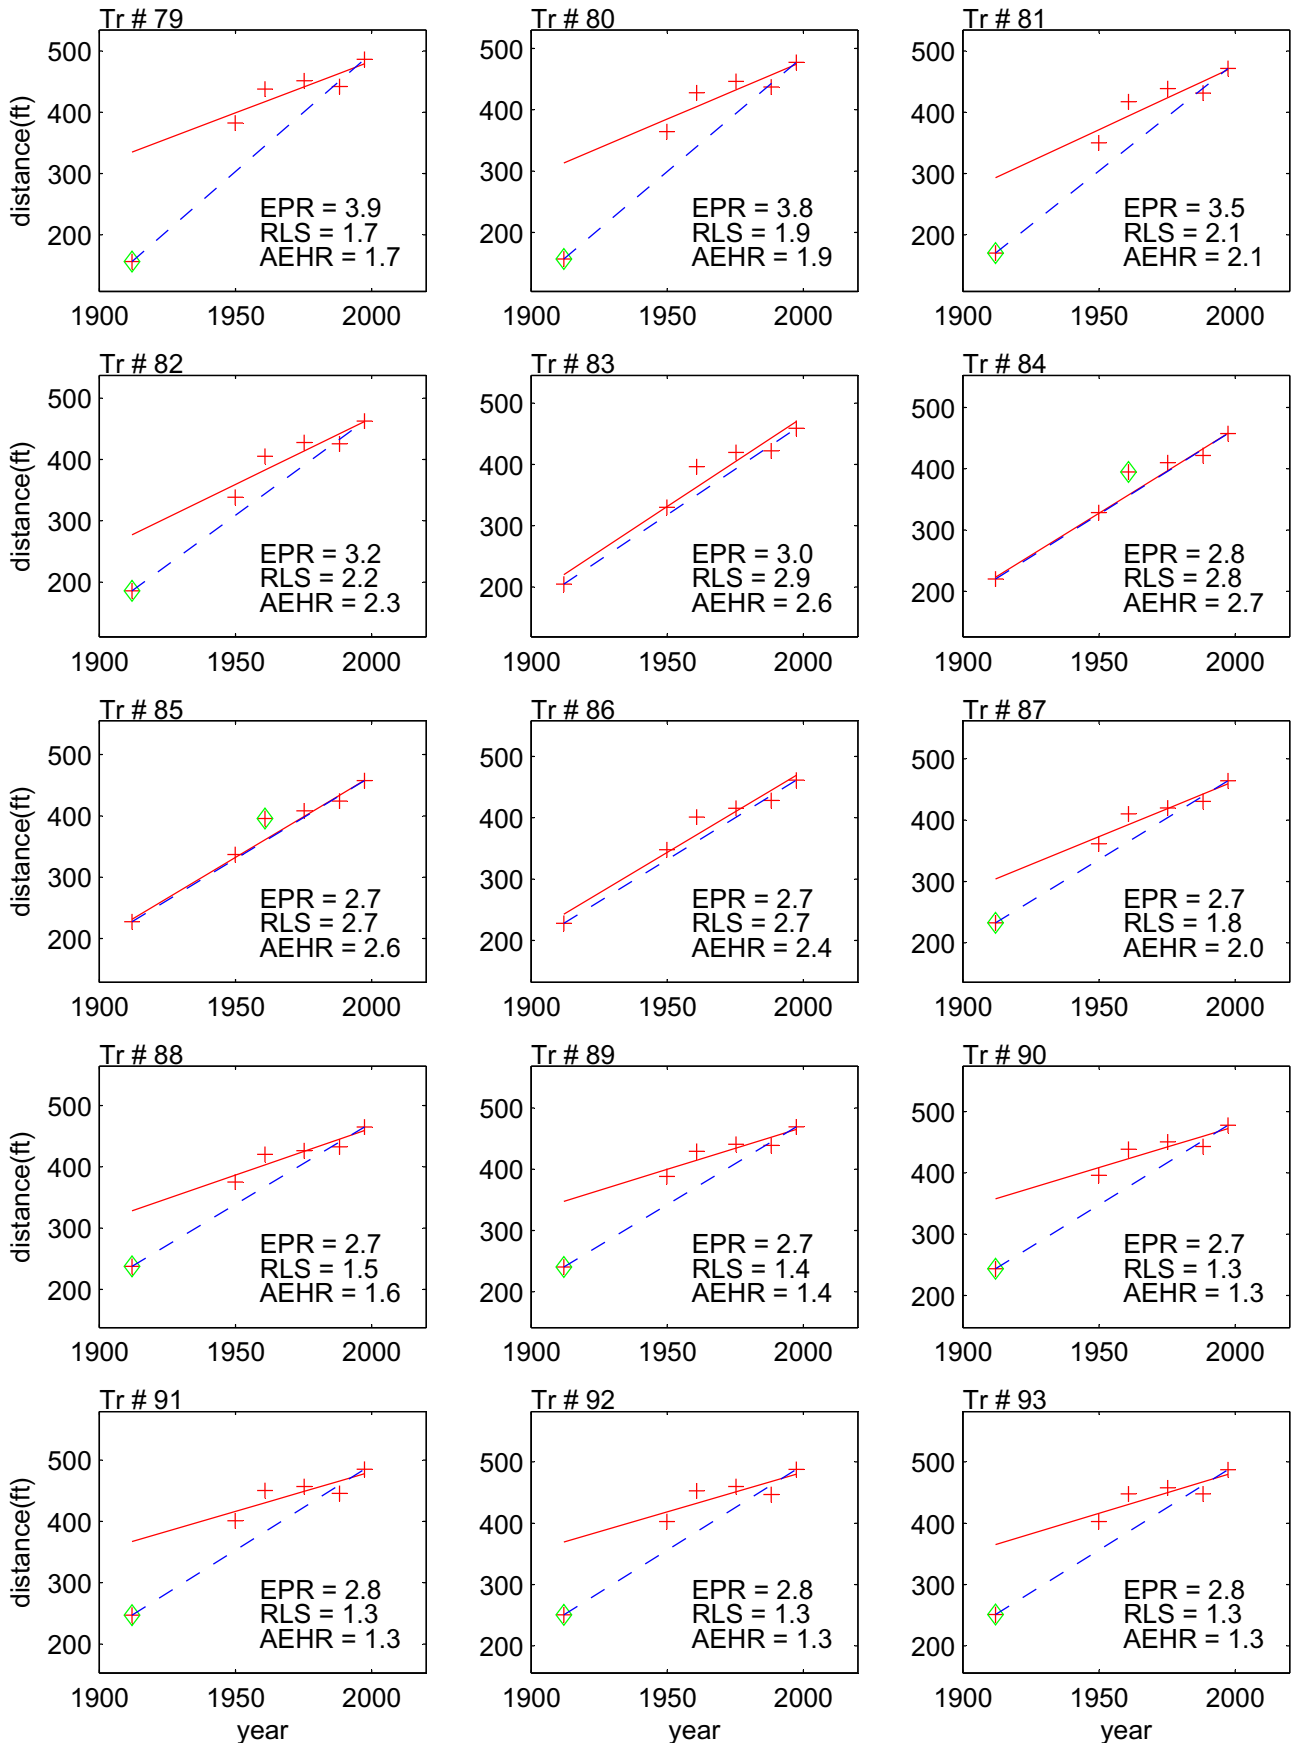 Tr # 79
distance(ft)
500
400
300
200
EPR = 3.9
RLS = 1.7
AEHR = 1.7
1900 1950 2000
Tr # 80
500
400
300
200
EPR = 3.8
RLS = 1.9
AEHR = 1.9
1900 1950 2000
Tr # 81
500
400
300
200
EPR = 3.5
RLS = 2.1
AEHR = 2.1
1900 1950 2000
Tr # 82
distance(ft)
500
400
300
200
EPR = 3.2
RLS = 2.2
AEHR = 2.3
1900 1950 2000
Tr # 83
500
400
300
200
EPR = 3.0
RLS = 2.9
AEHR = 2.6
1900 1950 2000
Tr # 84
500
400
300
200
EPR = 2.8
RLS = 2.8
AEHR = 2.7
1900 1950 2000
Tr # 85
distance(ft)
500
400
300
200
EPR = 2.7
RLS = 2.7
AEHR = 2.6
1900 1950 2000
Tr # 86
500
400
300
200
EPR = 2.7
RLS = 2.7
AEHR = 2.4
1900 1950 2000
Tr # 87
500
400
300
200
EPR = 2.7
RLS = 1.8
AEHR = 2.0
1900 1950 2000
Tr # 88
distance(ft)
500
400
300
200
EPR = 2.7
RLS = 1.5
AEHR = 1.6
1900 1950 2000
Tr # 89
500
400
300
200
EPR = 2.7
RLS = 1.4
AEHR = 1.4
1900 1950 2000
Tr # 90
500
400
300
200
EPR = 2.7
RLS = 1.3
AEHR = 1.3
1900 1950 2000
Tr # 91
distance(ft)
500
400
300
200
EPR = 2.8
RLS = 1.3
AEHR = 1.3
1900 1950 2000
year
Tr # 92
500
400
300
200
EPR = 2.8
RLS = 1.3
AEHR = 1.3
1900 1950 2000
year
Tr # 93
500
400
300
200
EPR = 2.8
RLS = 1.3
AEHR = 1.3
1900 1950 2000
year